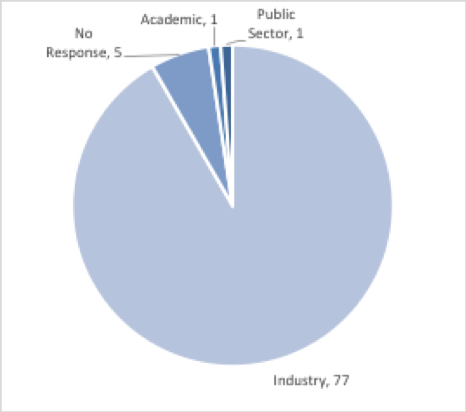 No
Response, 5
Academic, 1
Public
Sector, 1
Industry, 77